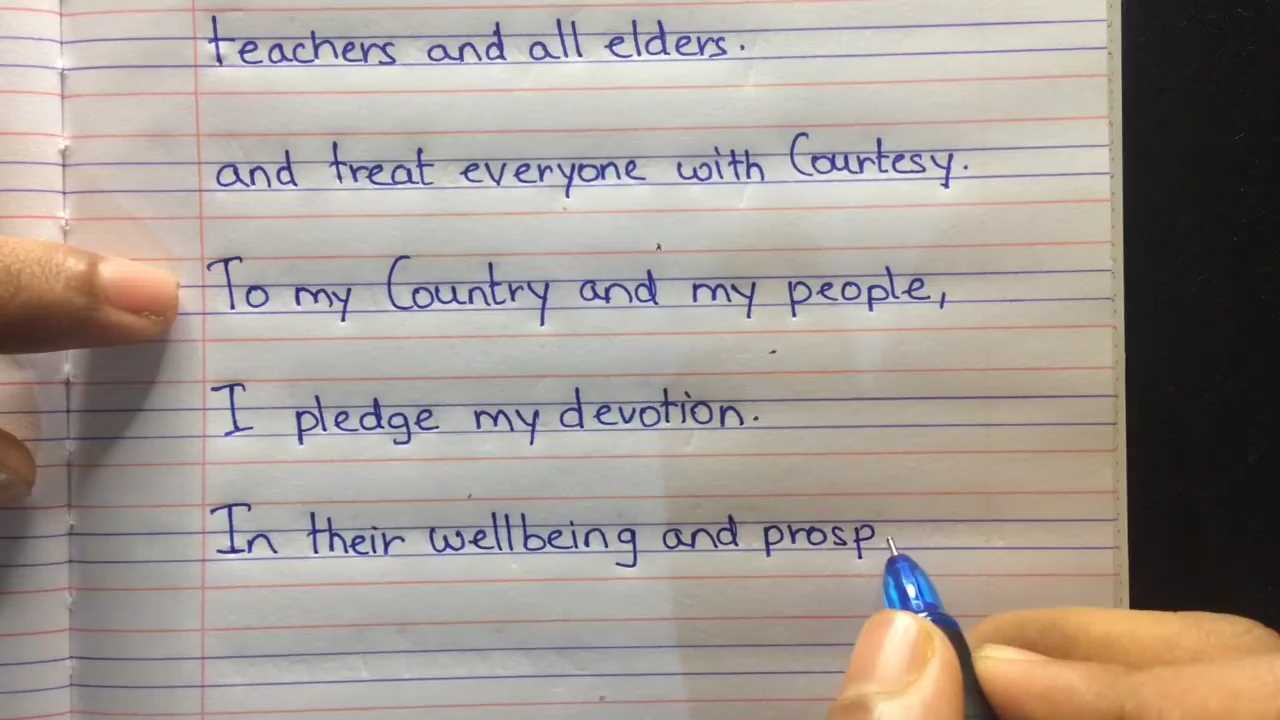 teachers and all elders.
and treat everyone with Courtesy.
To my Country and my people,
I pledge my devotion.
In their wellbeing and prosp